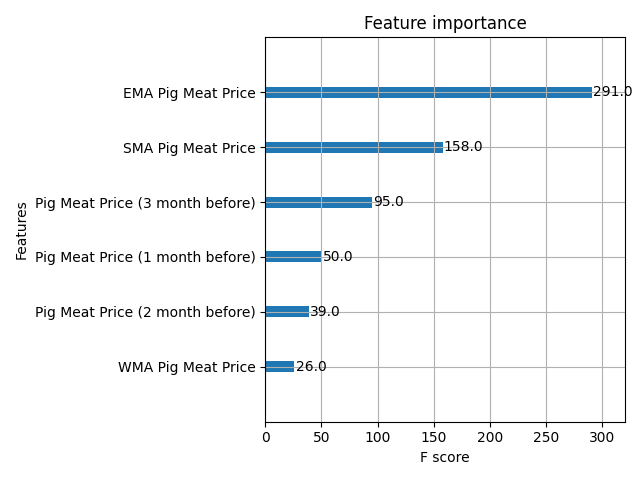 Feature importance
Features
EMA Pig Meat Price
291.0
SMA Pig Meat Price
158.0
Pig Meat Price (3 month before)
95.0
Pig Meat Price (1 month before)
50.0
Pig Meat Price (2 month before)
39.0
WMA Pig Meat Price
26.0
0 50 100 150 200 250 300
F score